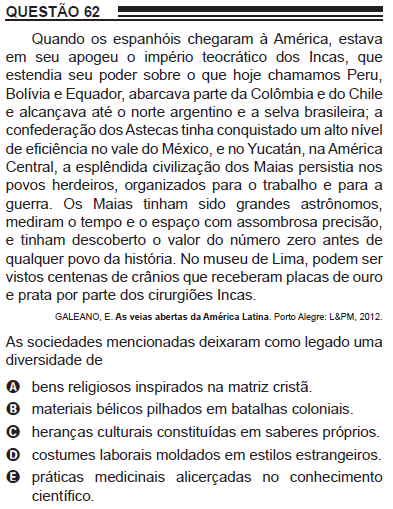 QUESTÃO 62
Quando os espanhóis chegaram à América, estava
em seu apogeu o império teocrático dos Incas, que
estendia seu poder sobre o que hoje chamamos Peru,
Bolívia e Equador, abarcava parte da Colômbia e do Chile
e alcançava até o norte argentino e a selva brasileira; a
confederação dos Astecas tinha conquistado um alto nível
de eficiência no vale do México, e no Yucatán, na América
Central, a esplêndida civilização dos Maias persistia nos
povos herdeiros, organizados para o trabalho e para a
guerra. Os Maias tinham sido grandes astrônomos,
mediram o tempo e o espaço com assombrosa precisão,
e tinham descoberto o valor do número zero antes de
qualquer povo da história. No museu de Lima, podem ser
vistos centenas de crânios que receberam placas de ouro
e prata por parte dos cirurgiões Incas.
GALEANO, E. As veias abertas da América Latina. Porto Alegre: L&PM, 2012.
As sociedades mencionadas deixaram como legado uma
diversidade de
A bens religiosos inspirados na matriz cristã.
B materiais bélicos pilhados em batalhas coloniais.
C heranças culturais constituídas em saberes próprios.
D costumes laborais moldados em estilos estrangeiros.
E práticas medicinais alicerçadas no conhecimento
científico.